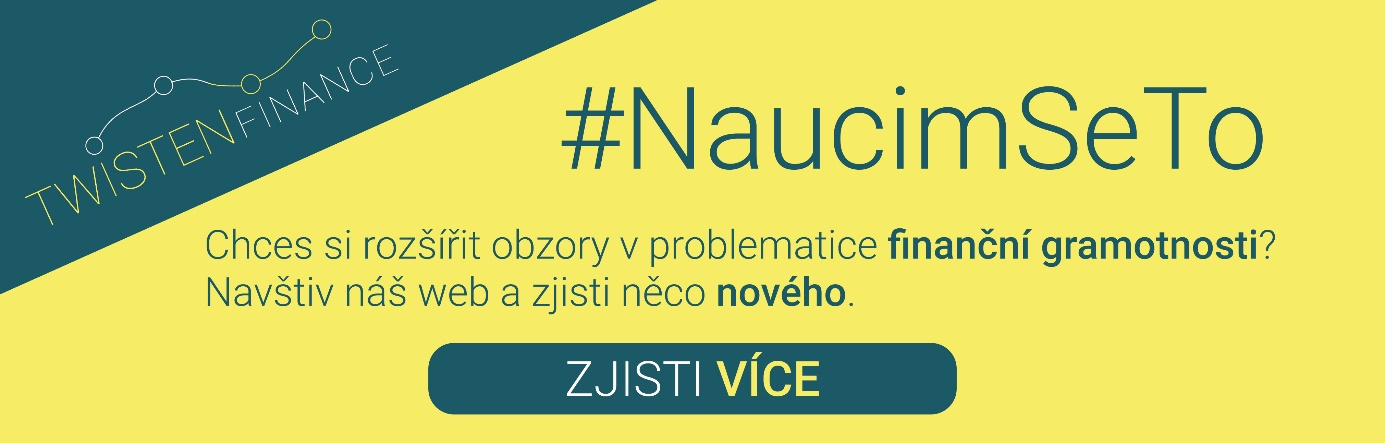 TWISTENFINANCE
#NaucimSeTo
Chces si rozšířit obzory v problematice finanční gramotnosti?
Navštiv náš web a zjisti něco nového.
ZJISTI VÍCE